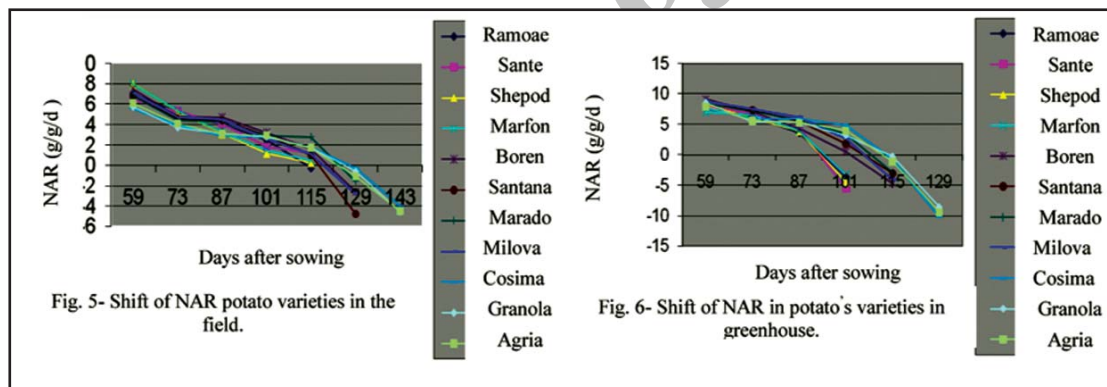 NAR (g/g/d )
0
8
6
4
2
0
2
4
6
59 73 87 101 115 129 143
Days after sowing
Fig. 5- Shift of NAR potato varieties in the
field.
Ramoae
Sante
Shepod
Marfon
Boren
Santana
Marado
Milova
Cosima
Granola
Agria
NAR (g/g/d)
15
10
5
0
-5
-10
-15
59 73 87 101 115 129
Days after sowing
Fig. 6- Shift of NAR in potato's varieties in
greenhouse.
Ramoae
Sante
Shepod
Marfon
Boren
Santana
Marado
Milova
Cosima
Granola
Agria